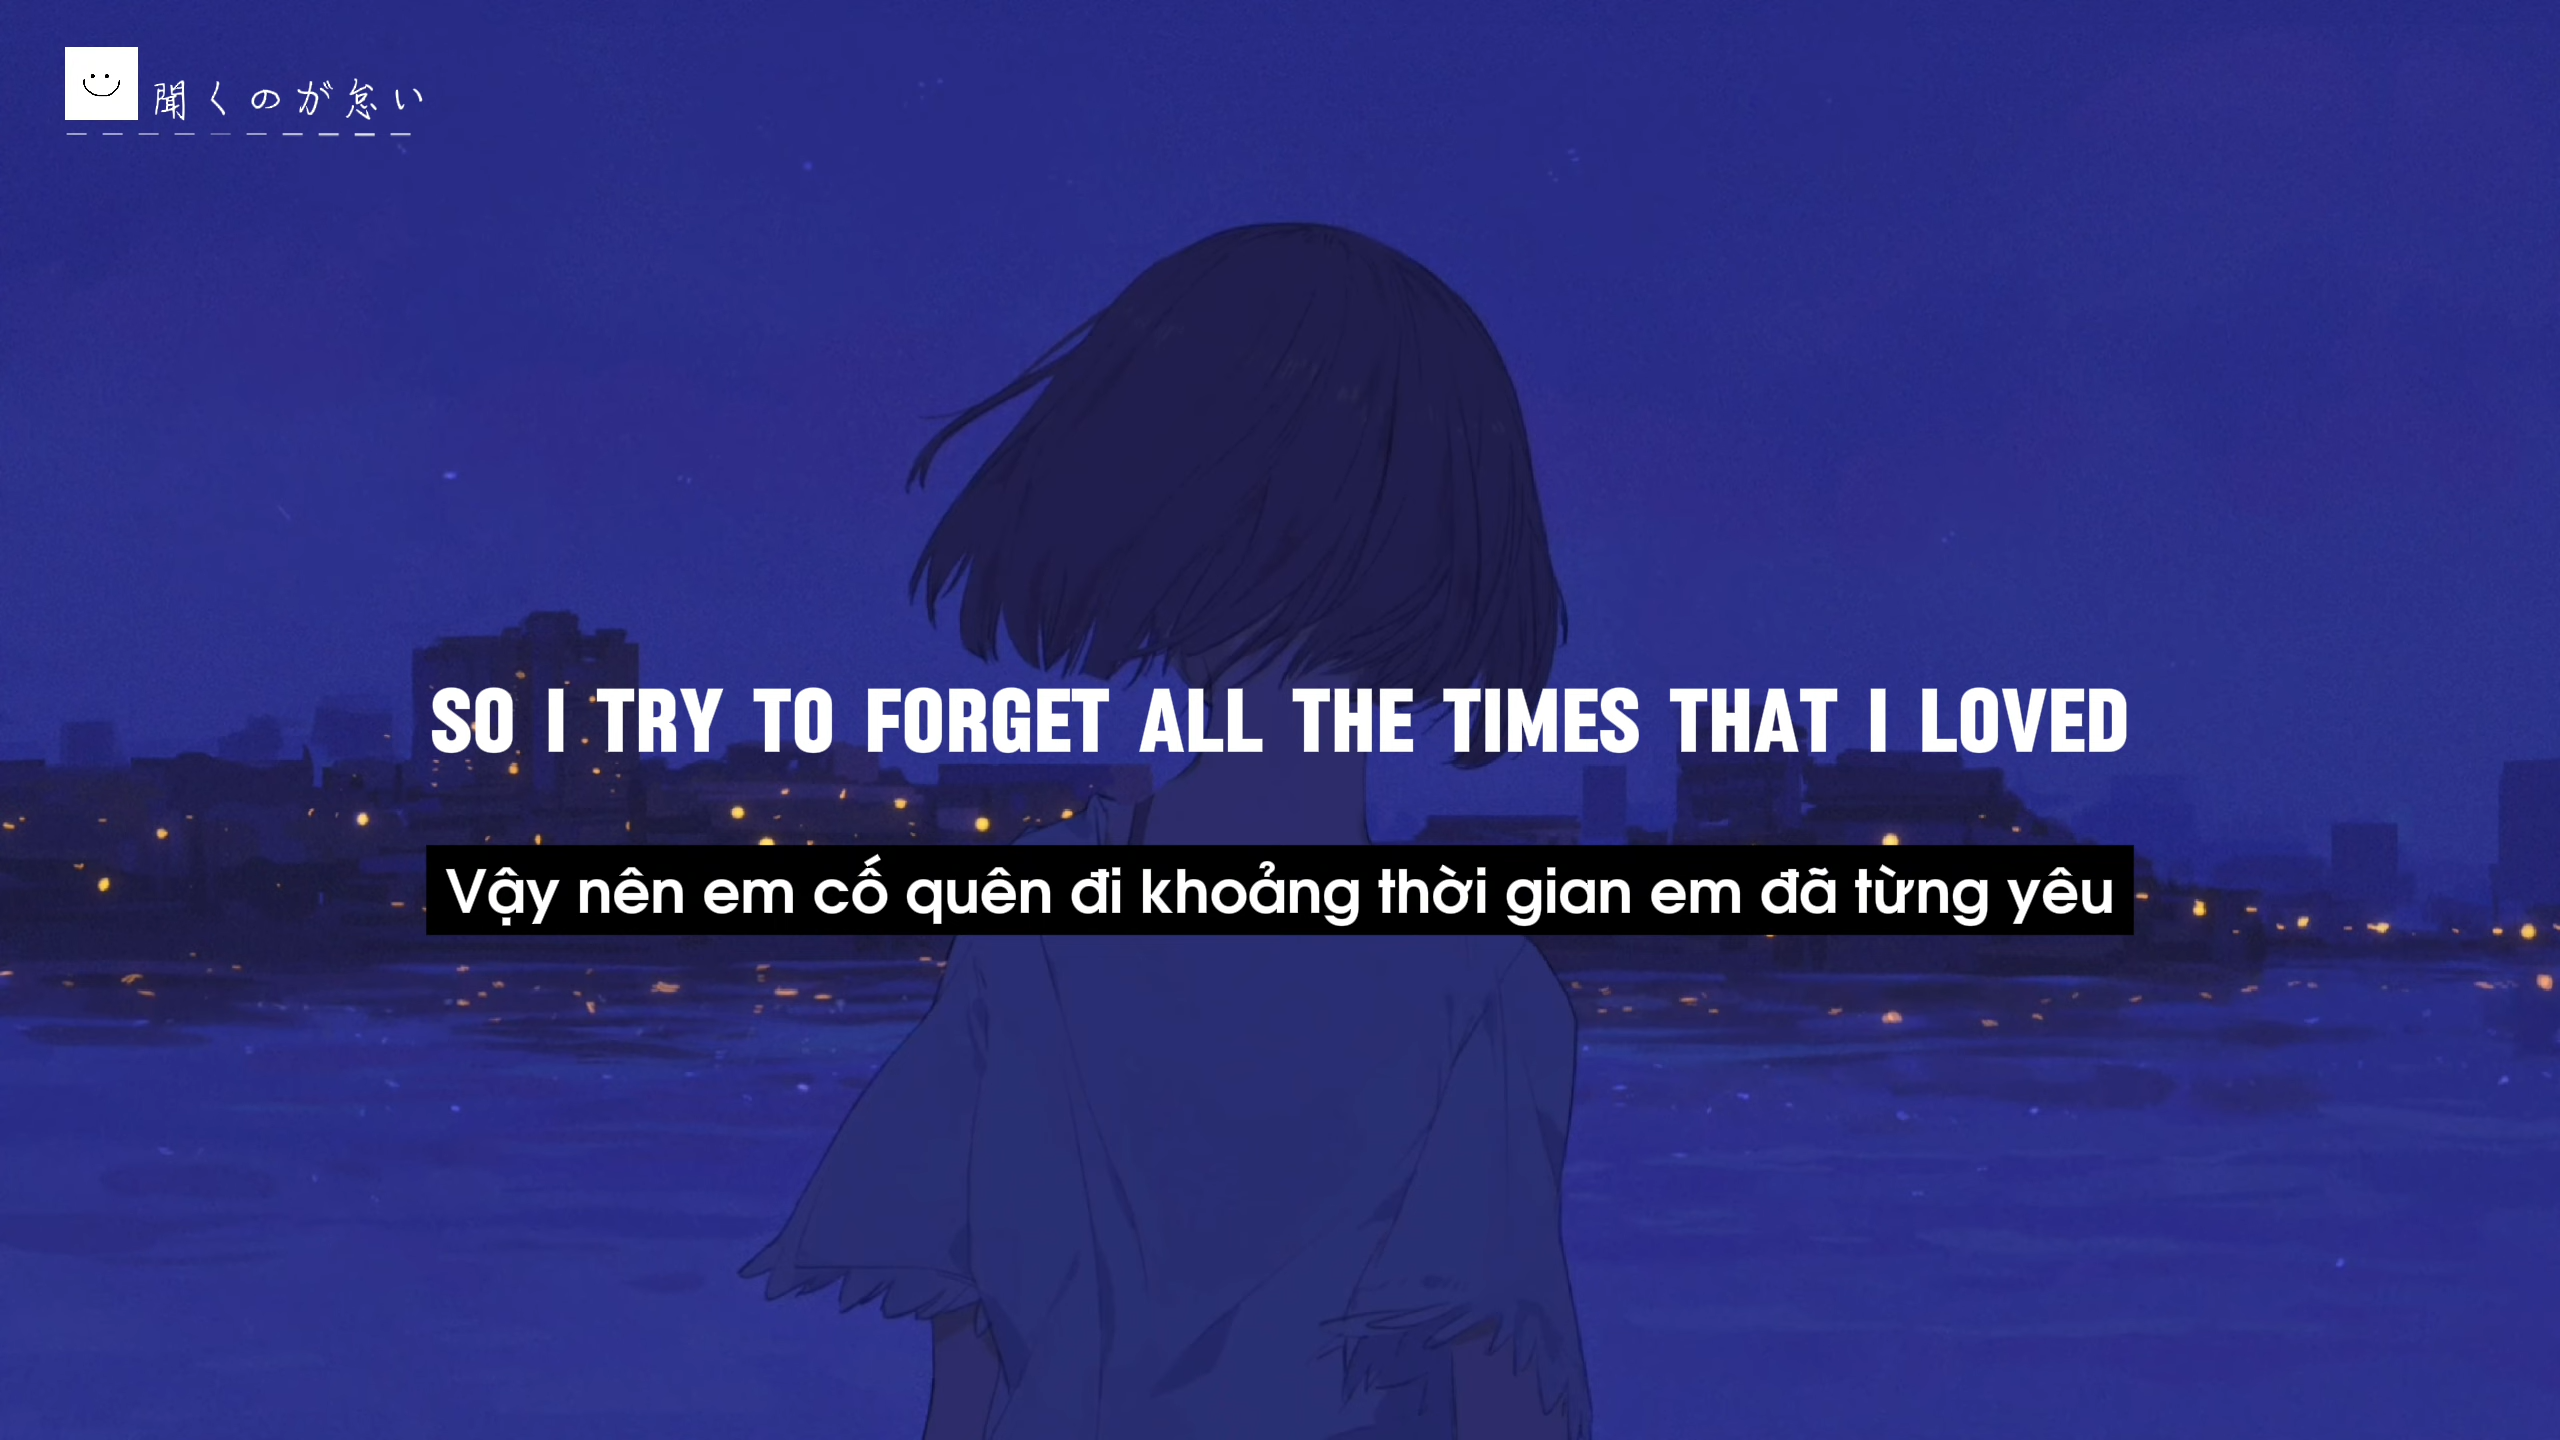 聞くのが怠い
SO I TRY TO FORGET ALL THE TIMES THAT I LOVED
Vậy nên em cố quên đi khoảng thời gian em đã từng yêu